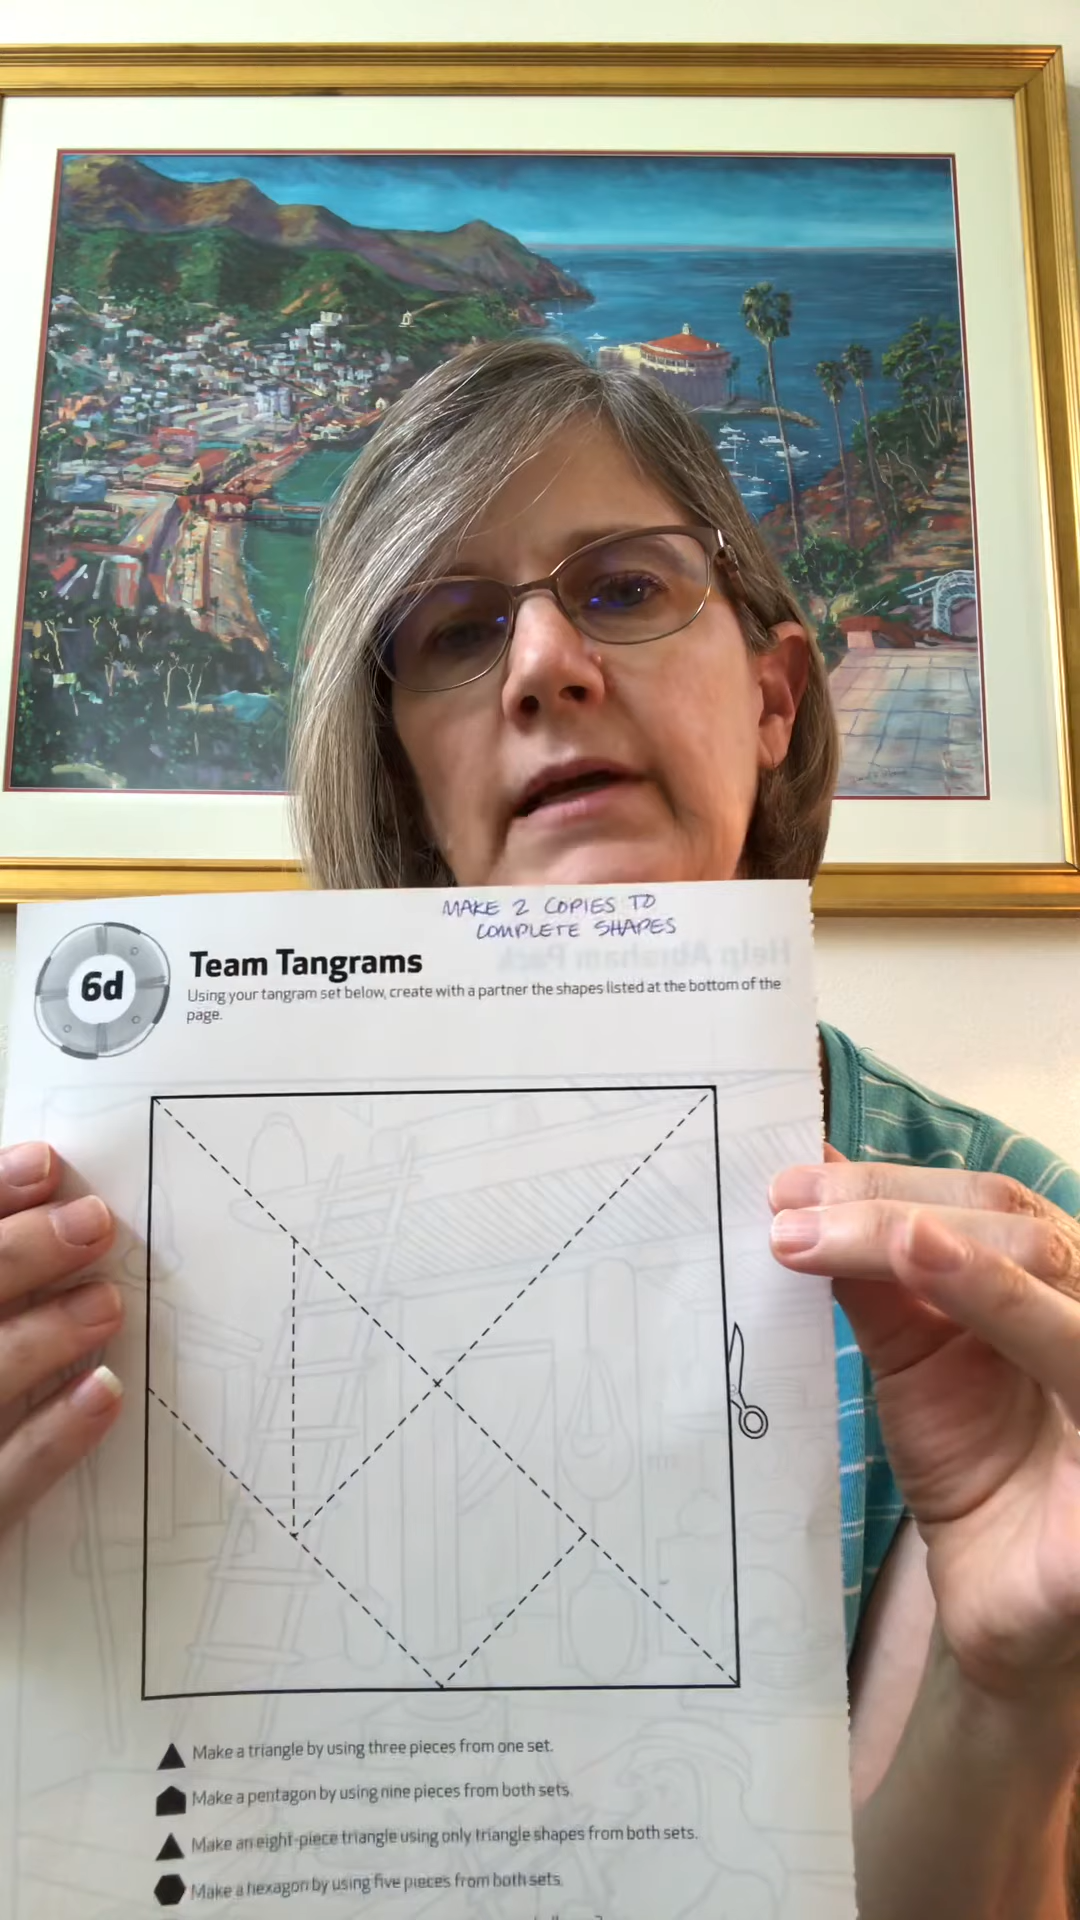 MAKE 2 COPIES TO
COMPLETE SHAPES
6d
Team Tangrams
Using your tangram set below, create with a partner the shapes listed at the bottom of the
page.
Make a triangle by using three pieces from one set.
Make a pentagon by using nine pieces from both sets.
Make an eight-piece triangle using only triangle shapes from both sets.
Make a hexagon by using five pieces from both sets.